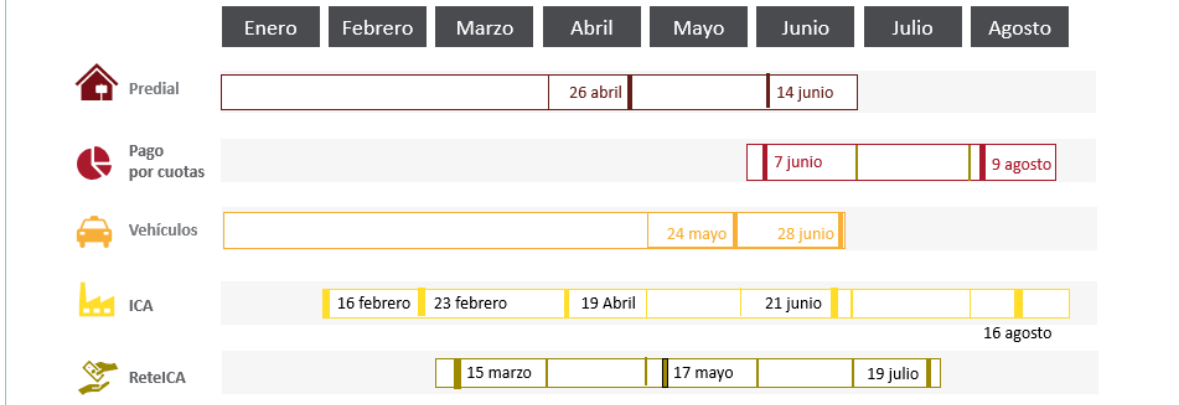 Enero Febrero Marzo Abril Mayo Junio Julio Agosto
Predial
26 abril 14 junio
Pago
por cuotas
7 junio 9 agosto
Vehículos
24 mayo 28 junio
ICA
16 febrero 23 febrero 19 Abril 21 junio
16 agosto
ReteICA
15 marzo 17 mayo 19 julio